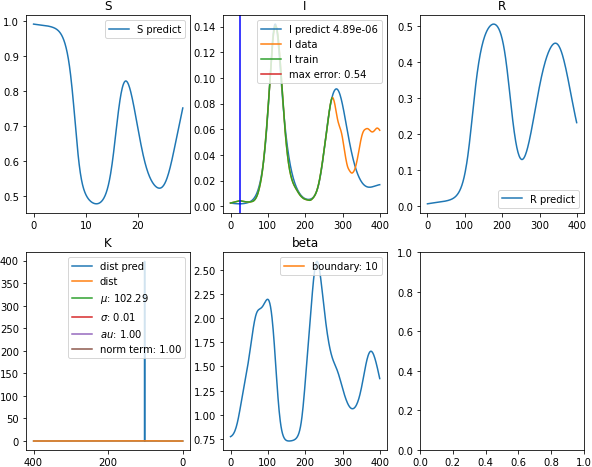 S
S predict
1.0
0.9
0.8
0.7
0.6
0.5
0 10 20
I
I predict 4.89e-06
I data
I train
max error: 0.54
0.14
0.12
0.10
0.08
0.06
0.04
0.02
0.00
0 100 200 300 400
R
R predict
0.5
0.4
0.3
0.2
0.1
0.0
0 100 200 300 400
K
dist pred
dist
μ: 102.29
σ: 0.01
au: 1.00
norm term: 1.00
400
350
300
250
200
150
100
50
0
400 200 0
beta
boundary: 10
2.50
2.25
2.00
1.75
1.50
1.25
1.00
0.75
0 100 200 300 400
1.0
0.8
0.6
0.4
0.2
0.0
0.0 0.2 0.4 0.6 0.8 1.0